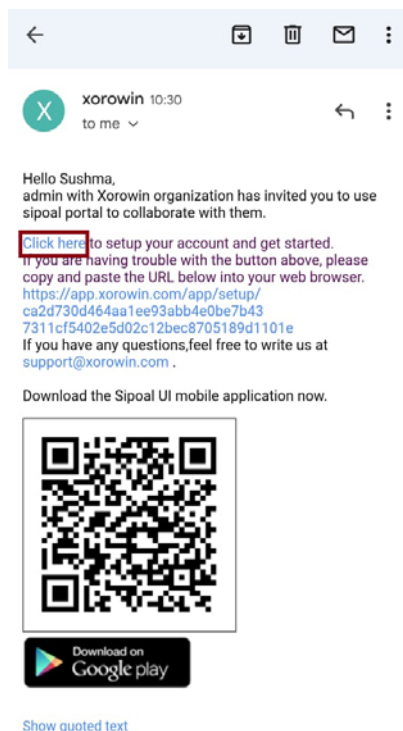 X
xorowin 10:30
to me
Hello Sushma,
admin with Xorowin organization has invited you to use
sipoal portal to collaborate with them.
Click here to setup your account and get started.
If you are having trouble with the button above, please
copy and paste the URL below into your web browser.
https://app.xorowin.com/app/setup/
ca2d730d464aa1ee93abb4e0be7b43
7311cf5402e5d02c12bec8705189d1101e
If you have any questions,feel free to write us at
support@xorowin.com .
Download the Sipoal UI mobile application now.
Download on
Google play
Show quoted text